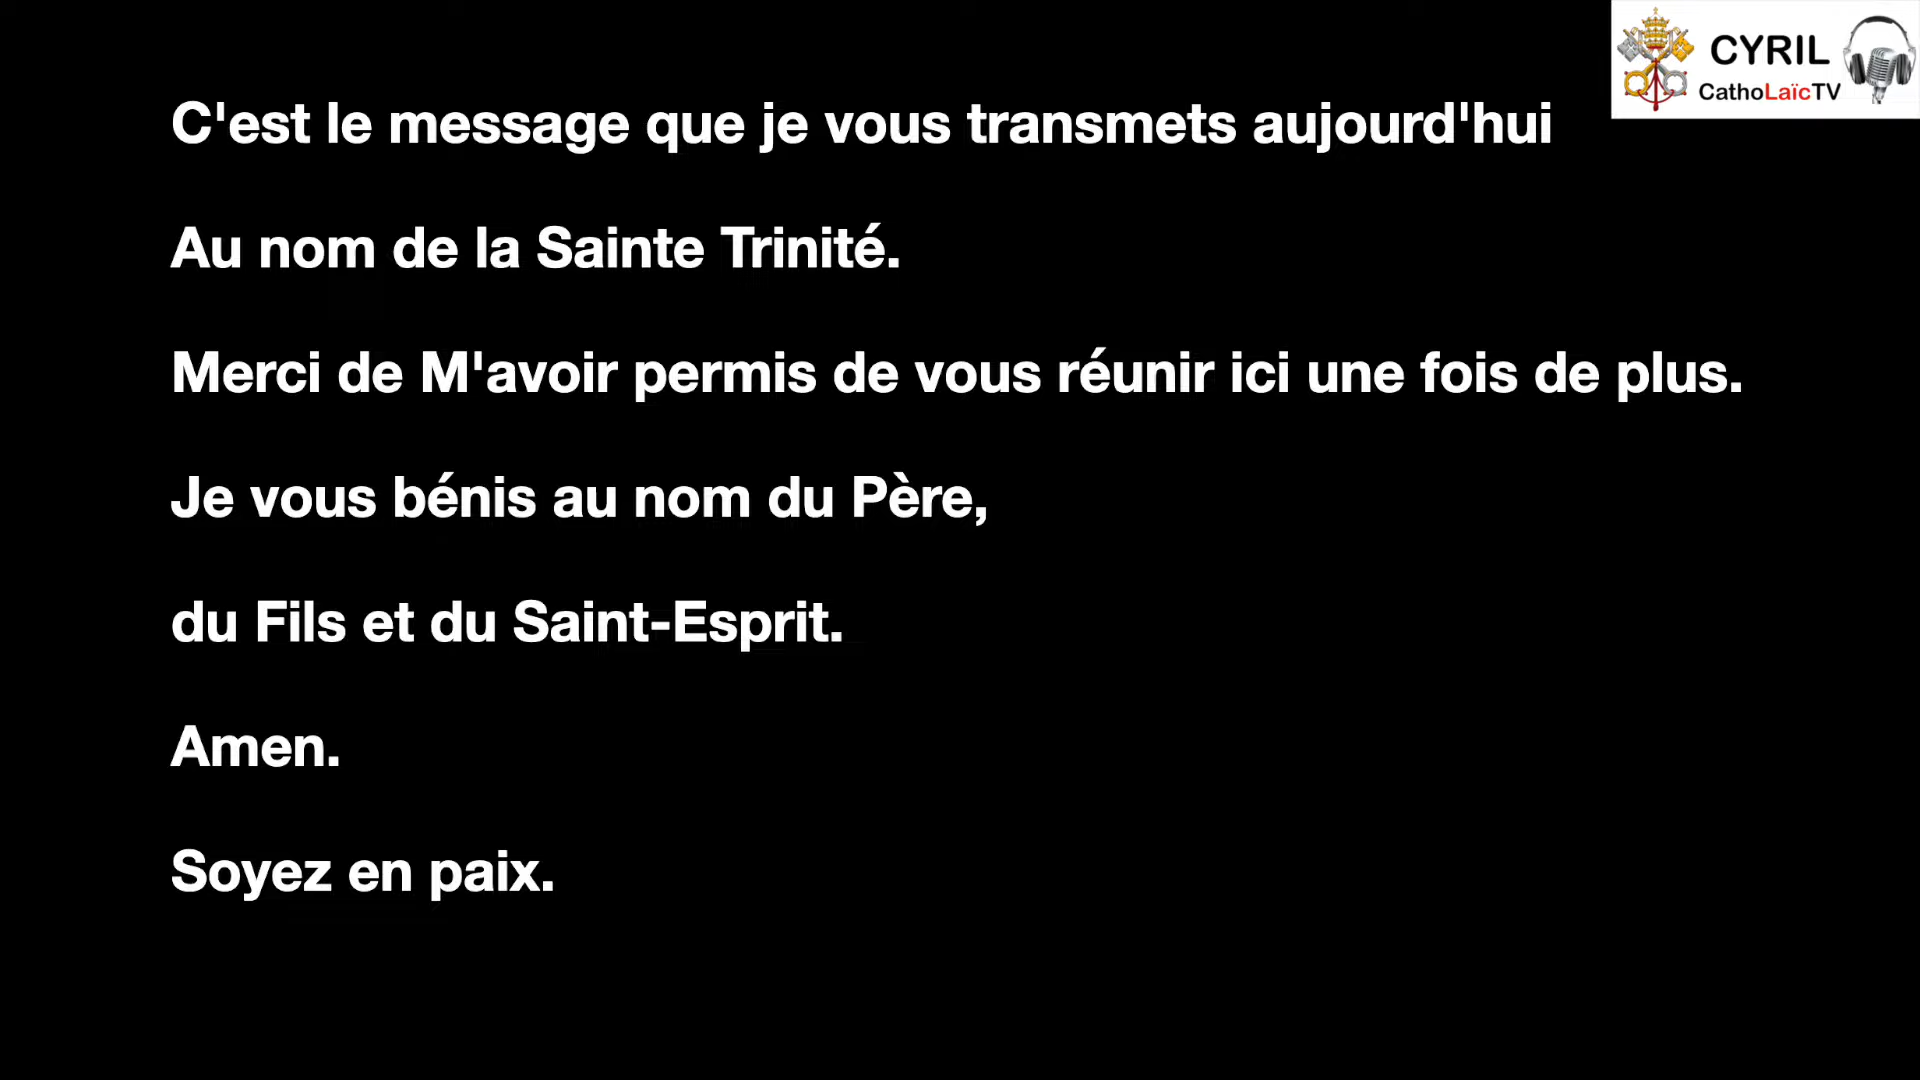 CYRIL
CathoLaïcTV
C'est le message que je vous transmets aujourd'hui
Au nom de la Sainte Trinité.
Merci de M'avoir permis de vous réunir ici une fois de plus.
Je vous bénis au nom du Père,
du Fils et du Saint-Esprit.
Amen.
Soyez en paix.